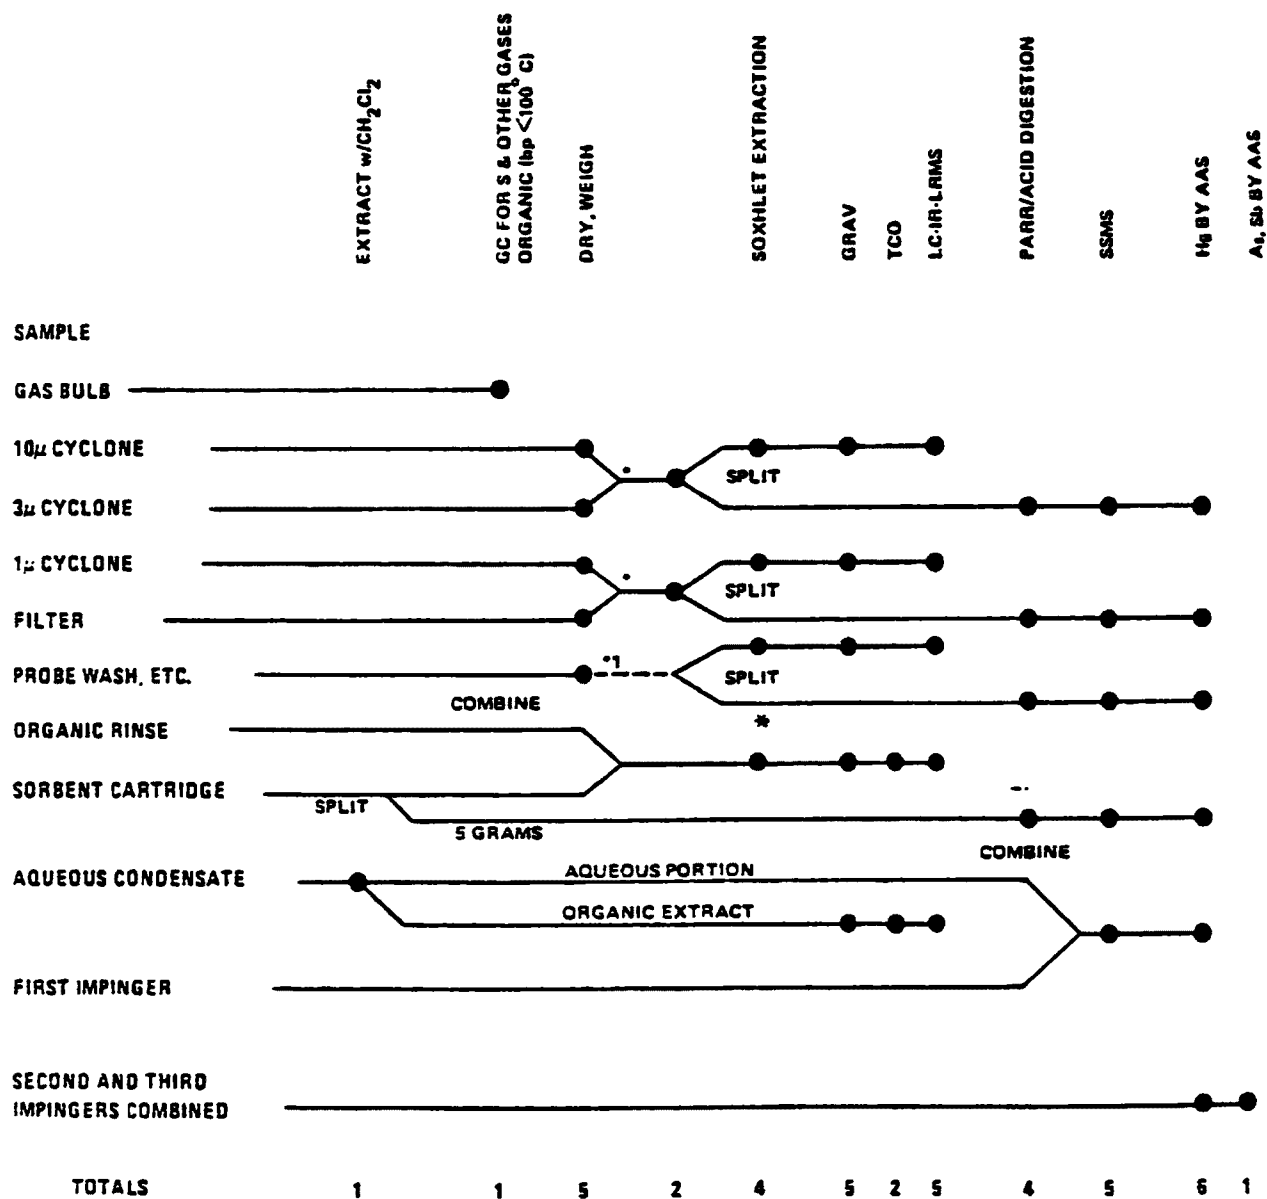 EXTRACT w/CH2Cl2
GC FOR S & OTHER GASES
ORGANIC (bp <100° C)
DRY, WEIGH
SOXHLET EXTRACTION
GRAV
TCO
LC-IR-LRMS
PARR/ACID DIGESTION
SSMS
Hg BY AAS
As, Sb BY AAS
SAMPLE
GAS BULB
10μ CYCLONE
*
SPLIT
3μ CYCLONE
1μ CYCLONE
*
SPLIT
FILTER
PROBE WASH, ETC.
*1
SPLIT
COMBINE
*
ORGANIC RINSE
SORBENT CARTRIDGE
SPLIT
5 GRAMS
COMBINE
AQUEOUS CONDENSATE
AQUEOUS PORTION
ORGANIC EXTRACT
FIRST IMPINGER
SECOND AND THIRD
IMPINGERS COMBINED
TOTALS 1 1 5 2 4 5 2 5 4 5 6 1